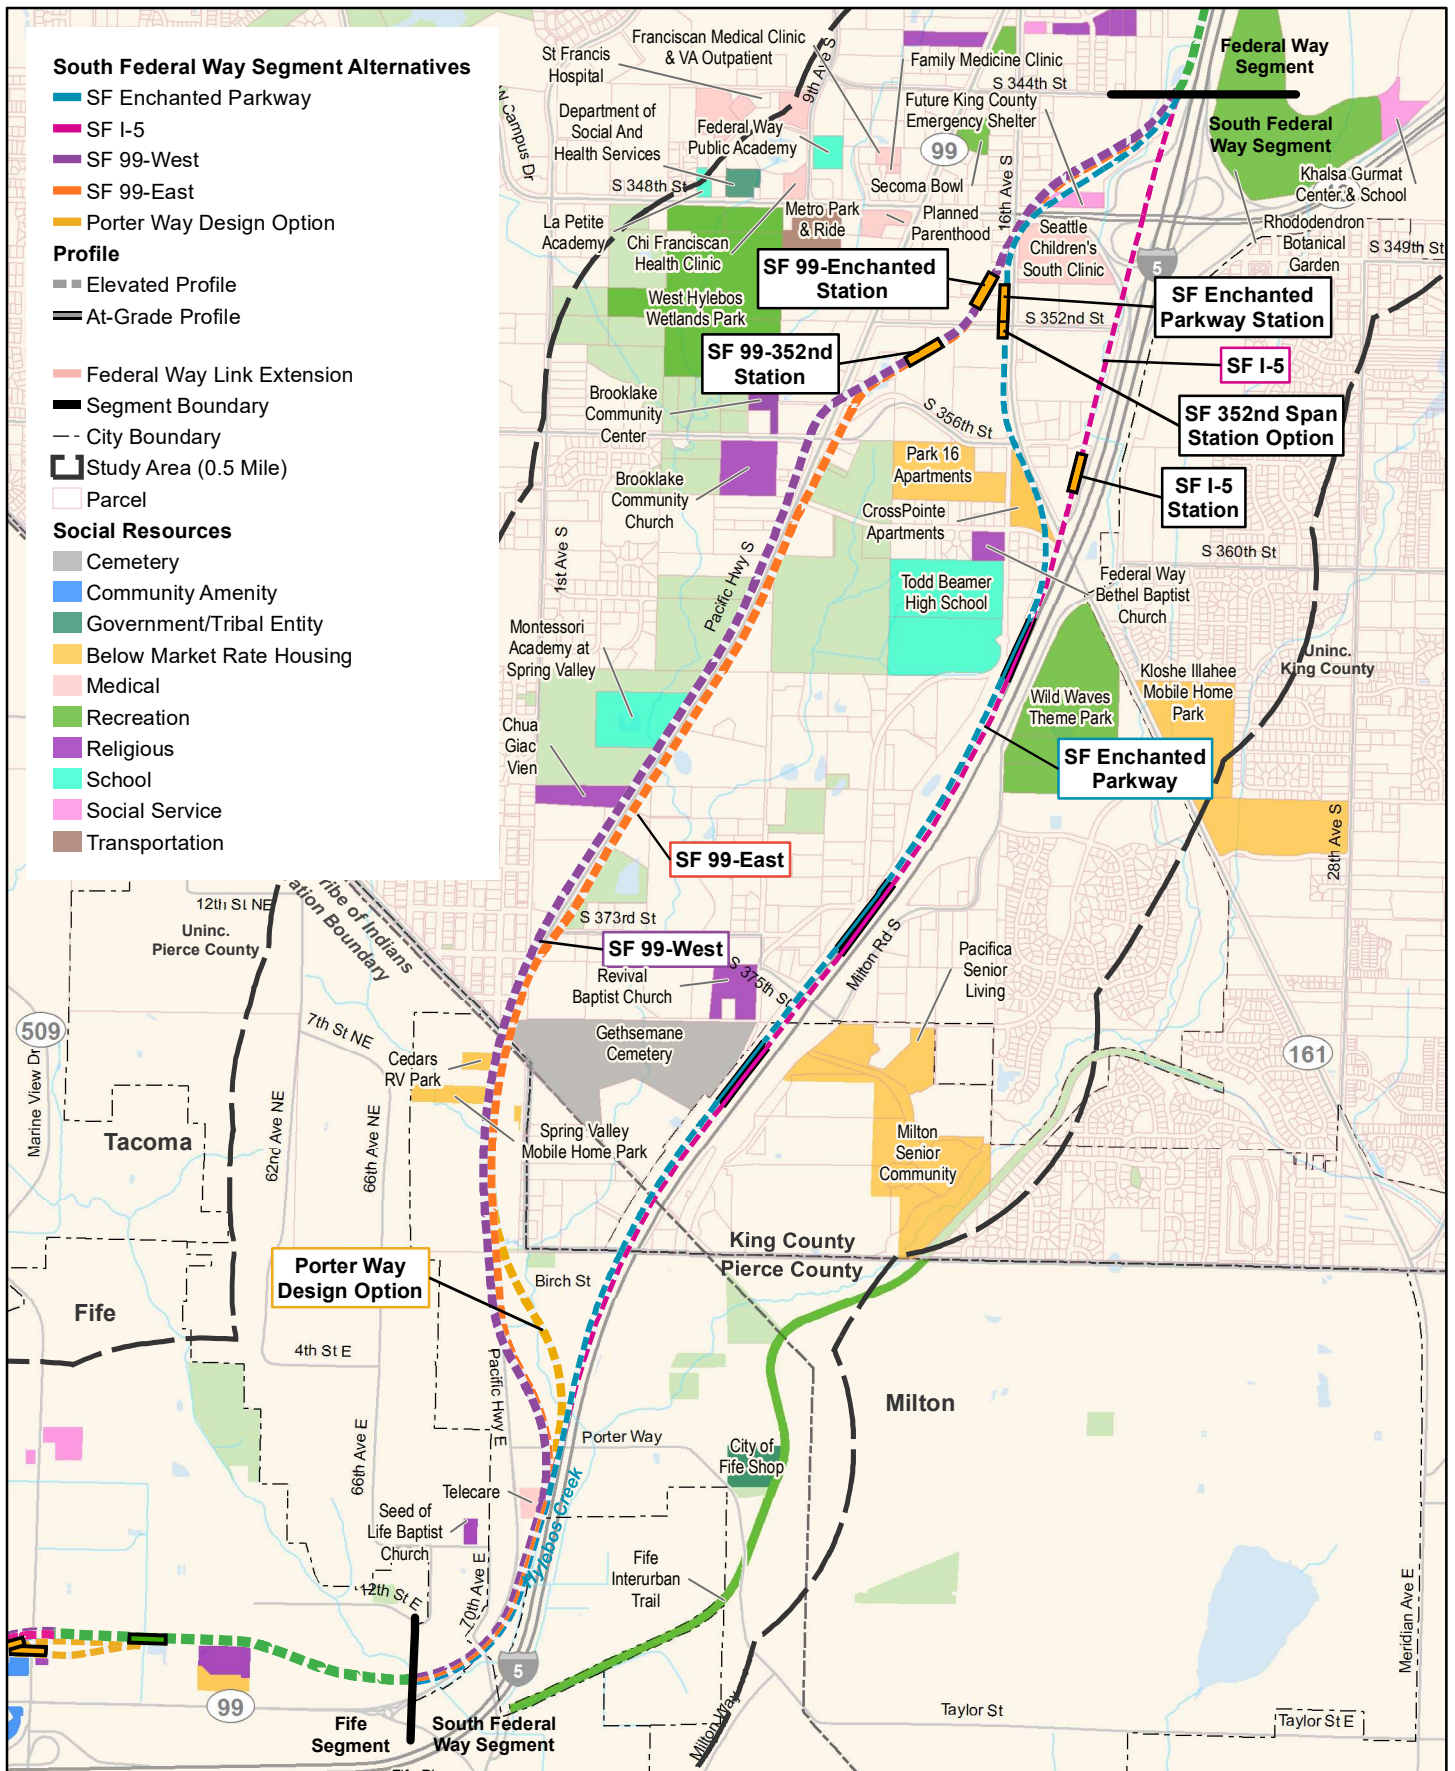 South Federal Way Segment Alternatives
SF Enchanted Parkway
SF I-5
SF 99-West
SF 99-East
Porter Way Design Option
Profile
Elevated Profile
At-Grade Profile
Federal Way Link Extension
Segment Boundary
City Boundary
Study Area (0.5 Mile)
Parcel
Social Resources
Cemetery
Community Amenity
Government/Tribal Entity
Below Market Rate Housing
Medical
Recreation
Religious
School
Social Service
Transportation
St Francis
Hospital
Franciscan Medical Clinic
& VA Outpatient
9th Ave S
Family Medicine Clinic
S 344th St
Federal Way
Segment
South Federal
Way Segment
Department of
Social And
Health Services
Federal Way
Public Academy
Future King County
Emergency Shelter
99
16th Ave S
Khalsa Gurmat
Center & School
Campus Dr
S 348th St
Secoma Bowl
La Petite
Academy
Chi Franciscan
Health Clinic
Metro Park
& Ride
Planned
Parenthood
Seattle
Children's
South Clinic
Rhododendron
Botanical
Garden
S 349th St
5
SF 99-Enchanted
Station
SF Enchanted
Parkway Station
West Hylebos
Wetlands Park
S 352nd St
SF 99-352nd
Station
SF I-5
Brooklake
Community
Center
S 356th St
SF 352nd Span
Station Option
Park 16
Apartments
SF I-5
Station
Brooklake
Community
Church
CrossPointe
Apartments
1st Ave S
Pacific Hwy S
S 360th St
Todd Beamer
High School
Federal Way
Bethel Baptist
Church
Montessori
Academy at
Spring Valley
Uninc.
King County
Kloshe Illahee
Mobile Home
Park
Wild Waves
Theme Park
Chua
Giac
Vien
SF Enchanted
Parkway
28th Ave S
SF 99-East
12th St NE
Uninc.
Pierce County
ribe of Indians
ation Boundary
S 373rd St
SF 99-West
Revival
Baptist Church
S 375th St
Milton Rd S
Pacifica
Senior
Living
509
7th St NE
Gethsemane
Cemetery
161
Cedars
RV Park
Marine View Dr
Tacoma
62nd Ave NE
66th Ave NE
Spring Valley
Mobile Home Park
Milton
Senior
Community
King County
Pierce County
Porter Way
Design Option
Birch St
Fife
4th St E
Pacific Hwy E
Milton
66th Ave E
Porter Way
City of
Fife Shop
Telecare
Seed of
Life Baptist
Church
Hylebos Creek
Fife
Interurban
Trail
12th St E
70th Ave E
Meridian Ave E
5
99
Fife
Segment
South Federal
Way Segment
Milton Way
Taylor St
Taylor St E